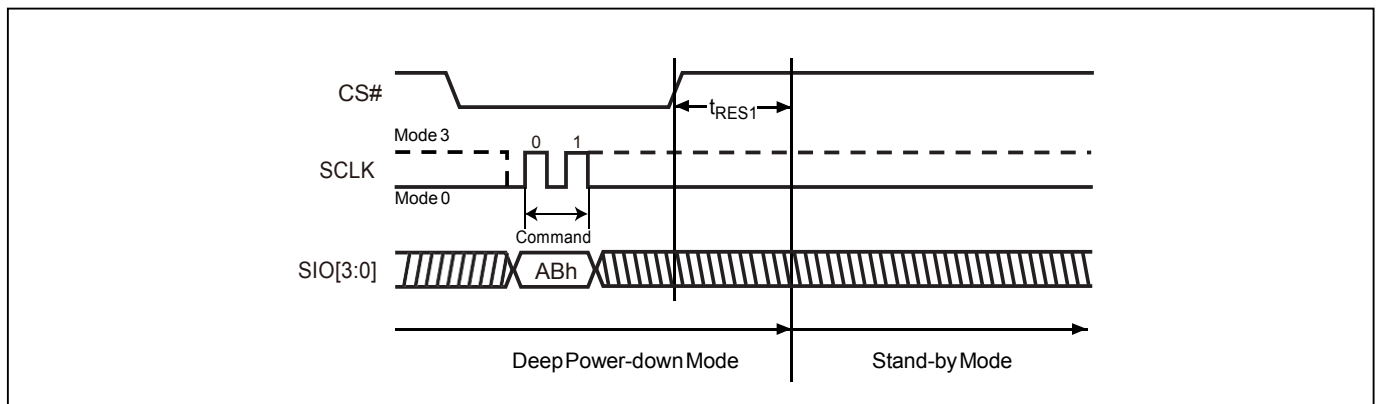 CS#
tRES1
Mode 3
0 1
SCLK
Mode 0
Command
SIO[3:0]
ABh
Deep Power-down Mode
Stand-by Mode